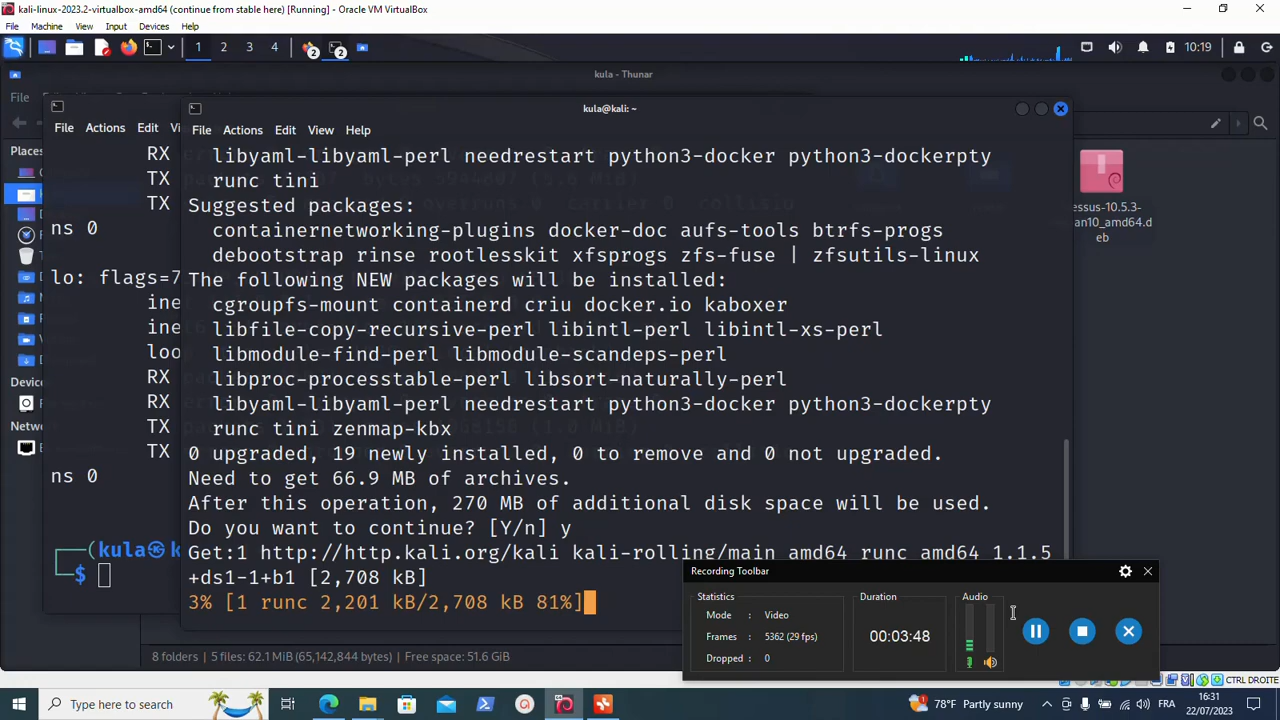 kali-linux-2023.2-virtualbox-amd64 (continue from stable here) [Running] - Oracle VM VirtualBox
File Machine View Input Devices Help
1 2 3 4 2 2 10:19
kula - Thunar
File
kula@kali: ~
File Actions Edit
File Actions Edit View Help
Places
RX
TX
TX
ns 0
lo: flags=7
ine
ine
loo
RX
RX
TX
TX
ns 0
Device
Netwo
(kula㉿k
$
libyaml-libyaml-perl needrestart python3-docker python3-dockerpty
runc tini
Suggested packages:
containernetworking-plugins docker-doc aufs-tools btrfs-progs
debootstrap rinse rootlesskit xfsprogs zfs-fuse | zfsutils-linux
The following NEW packages will be installed:
cgroupfs-mount containerd criu docker.io kaboxer
libfile-copy-recursive-perl libintl-perl libintl-xs-perl
libmodule-find-perl libmodule-scandeps-perl
libproc-processtable-perl libsort-naturally-perl
libyaml-libyaml-perl needrestart python3-docker python3-dockerpty
runc tini zenmap-kbx
0 upgraded, 19 newly installed, 0 to remove and 0 not upgraded.
Need to get 66.9 MB of archives.
After this operation, 270 MB of additional disk space will be used.
Do you want to continue? [Y/n] y
Get:1 http://http.kali.org/kali kali-rolling/main amd64 runc amd64 1.1.5
+ds1-1+b1 [2,708 kB]
3% [1 runc 2,201 kB/2,708 kB 81%]
essus-10.5.3-
ian10_amd64.d
eb
8 folders | 5 files: 62.1 MiB (65,142,844 bytes) | Free space: 51.6 GiB
Recording Toolbar
Statistics
Mode : Video
Frames : 5362 (29 fps)
Dropped : 0
Duration
00:03:48
Audio
CTRL DROITE
Type here to search
78°F Partly sunny
FRA
16:31
22/07/2023